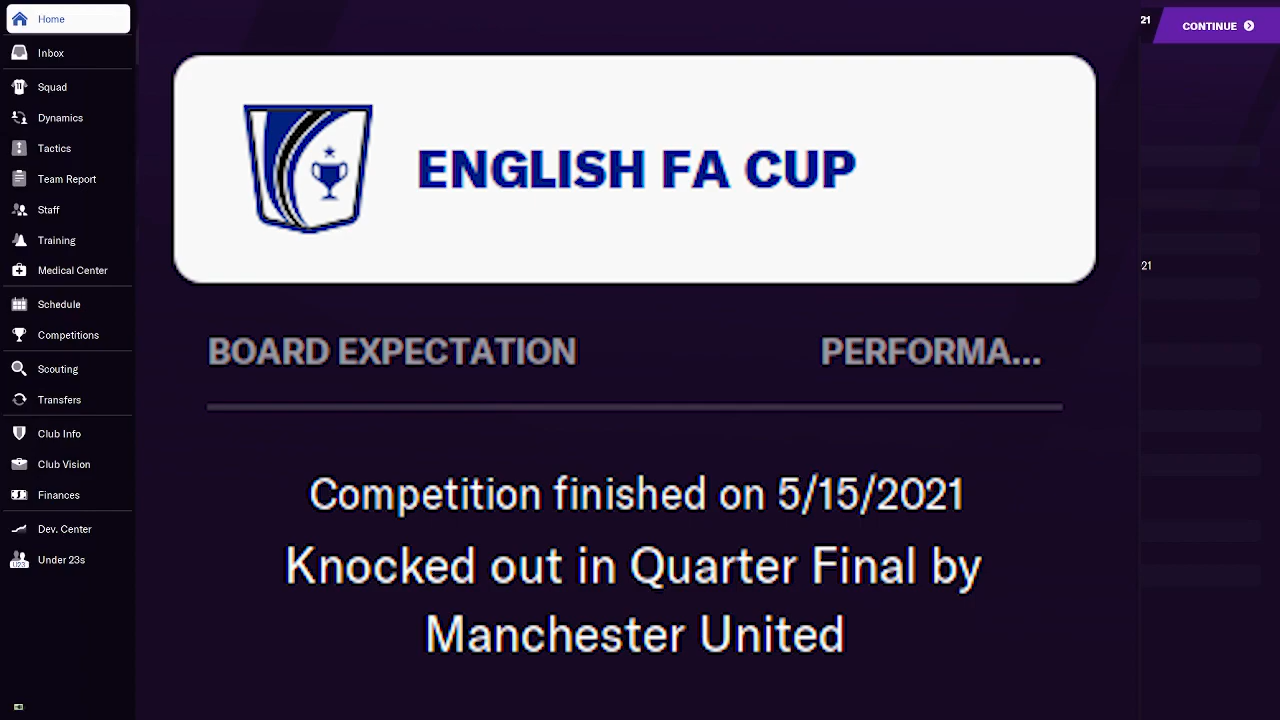 Home
21
CONTINUE
Inbox
Squad
11
Dynamics
Tactics
Team Report
Staff
Training
Medical Center
Schedule
Competitions
Scouting
Transfers
Club Info
Club Vision
Finances
Dev. Center
Under 23s
U23
ENGLISH FA CUP
21
BOARD EXPECTATION
PERFORMA...
Competition finished on 5/15/2021
Knocked out in Quarter Final by
Manchester United